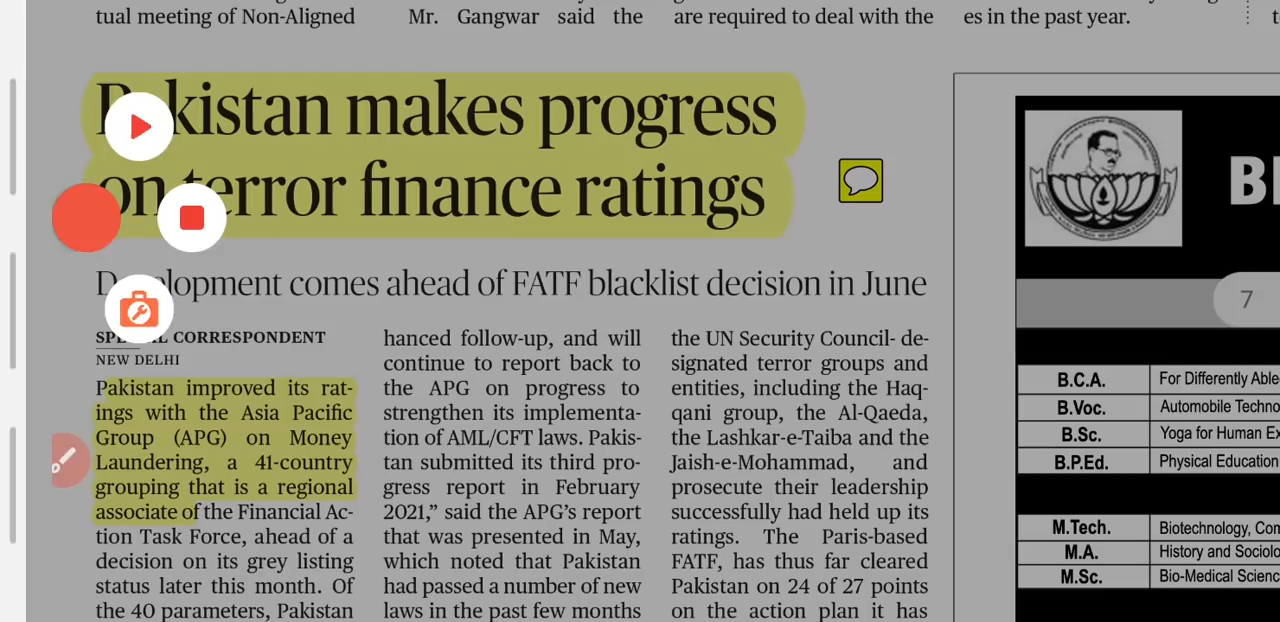 tual meeting of Non-Aligned
Mr. Gangwar said the
are required to deal with the
es in the past year.
Pakistan makes progress
on terror finance ratings
Development comes ahead of FATF blacklist decision in June
SPECIAL CORRESPONDENT
NEW DELHI
Pakistan improved its rat-
ings with the Asia Pacific
Group (APG) on Money
Laundering, a 41-country
grouping that is a regional
associate of the Financial Ac-
tion Task Force, ahead of a
decision on its grey listing
status later this month. Of
the 40 parameters, Pakistan
hanced follow-up, and will
continue to report back to
the APG on progress to
strengthen its implementa-
tion of AML/CFT laws. Pakis-
tan submitted its third pro-
gress report in February
2021,” said the APG’s report
that was presented in May,
which noted that Pakistan
had passed a number of new
laws in the past few months
the UN Security Council- de-
signated terror groups and
entities, including the Haq-
qani group, the Al-Qaeda,
the Lashkar-e-Taiba and the
Jaish-e-Mohammad, and
prosecute their leadership
successfully had held up its
ratings. The Paris-based
FATF, has thus far cleared
Pakistan on 24 of 27 points
on the action plan it has
7
B.C.A. For Differently Able
B.Voc. Automobile Techno
B.Sc. Yoga for Human Ex
B.P.Ed. Physical Education
M.Tech. Biotechnology, Com
M.A. History and Sociolo
M.Sc. Bio-Medical Scienc